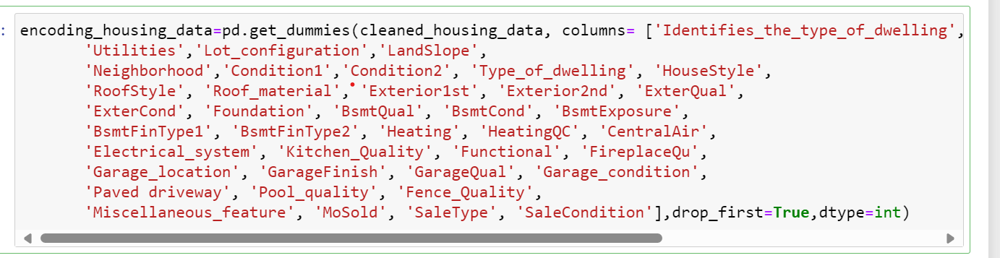 : encoding_housing_data=pd.get_dummies(cleaned_housing_data, columns= ['Identifies_the_type_of_dwelling',
'Utilities','Lot_configuration','LandSlope',
'Neighborhood','Condition1','Condition2', 'Type_of_dwelling', 'HouseStyle',
'RoofStyle', 'Roof_material', 'Exterior1st', 'Exterior2nd', 'ExterQual',
'ExterCond', 'Foundation', 'BsmtQual', 'BsmtCond', 'BsmtExposure',
'BsmtFinType1', 'BsmtFinType2', 'Heating', 'HeatingQC', 'CentralAir',
'Electrical_system', 'Kitchen_Quality', 'Functional', 'FireplaceQu',
'Garage_location', 'GarageFinish', 'GarageQual', 'Garage_condition',
'Paved driveway', 'Pool_quality', 'Fence_Quality',
'Miscellaneous_feature', 'MoSold', 'SaleType', 'SaleCondition'],drop_first=True,dtype=int)